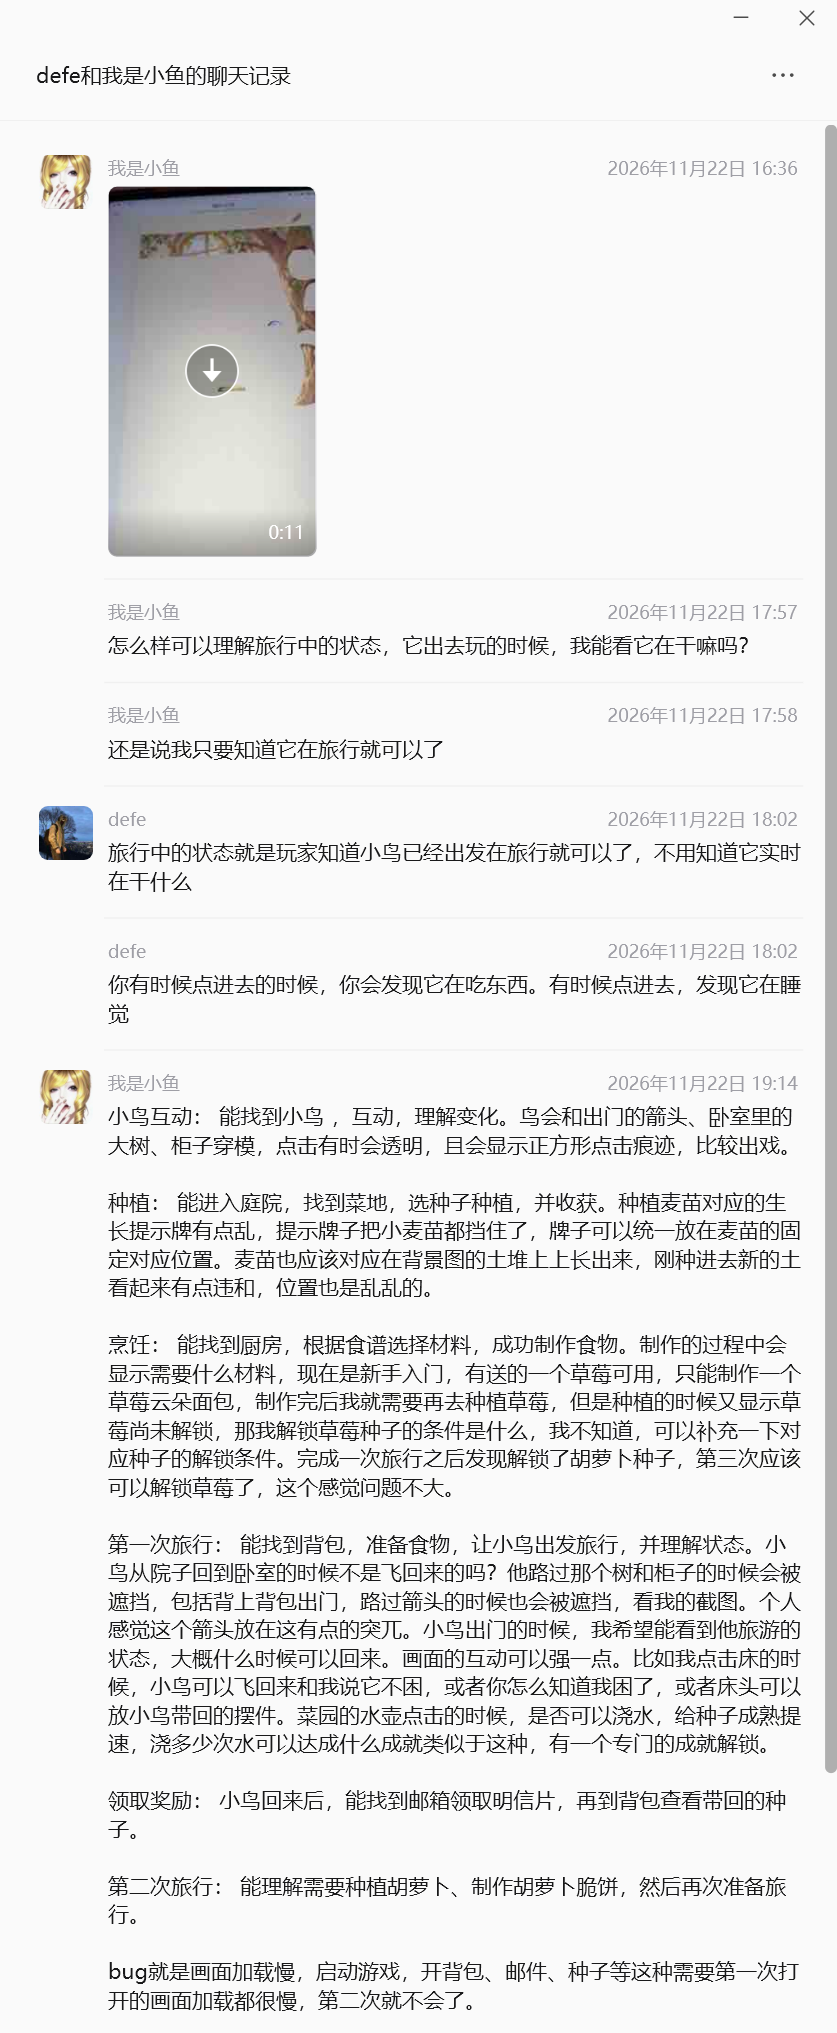 defe和我是小鱼的聊天记录
我是小鱼 2026年11月22日 16:36
0:11
我是小鱼 2026年11月22日 17:57
怎么样可以理解旅行中的状态，它出去玩的时候，我能看它在干嘛吗？
我是小鱼 2026年11月22日 17:58
还是说我只要知道它在旅行就可以了
defe 2026年11月22日 18:02
旅行中的状态就是玩家知道小鸟已经出发在旅行就可以了，不用知道它实时
在干什么
defe 2026年11月22日 18:02
你有时候点进去的时候，你会发现它在吃东西。有时候点进去，发现它在睡
觉
我是小鱼 2026年11月22日 19:14
小鸟互动： 能找到小鸟 ，互动，理解变化。鸟会和出门的箭头、卧室里的
大树、柜子穿模，点击有时会透明，且会显示正方形点击痕迹，比较出戏。
种植： 能进入庭院，找到菜地，选种子种植，并收获。种植麦苗对应的生
长提示牌有点乱，提示牌子把小麦苗都挡住了，牌子可以统一放在麦苗的固
定对应位置。麦苗也应该对应在背景图的土堆上上长出来，刚种进去新的土
看起来有点违和，位置也是乱乱的。
烹饪： 能找到厨房，根据食谱选择材料，成功制作食物。制作的过程中会
显示需要什么材料，现在是新手入门，有送的一个草莓可用，只能制作一个
草莓云朵面包，制作完后我就需要再去种植草莓，但是种植的时候又显示草
莓尚未解锁，那我解锁草莓种子的条件是什么，我不知道，可以补充一下对
应种子的解锁条件。完成一次旅行之后发现解锁了胡萝卜种子，第三次应该
可以解锁草莓了，这个感觉问题不大。
第一次旅行： 能找到背包，准备食物，让小鸟出发旅行，并理解状态。小
鸟从院子回到卧室的时候不是飞回来的吗？他路过那个树和柜子的时候会被
遮挡，包括背上背包出门，路过箭头的时候也会被遮挡，看我的截图。个人
感觉这个箭头放在这有点的突兀。小鸟出门的时候，我希望能看到他旅游的
状态，大概什么时候可以回来。画面的互动可以强一点。比如我点击床的时
候，小鸟可以飞回来和我说它不困，或者你怎么知道我困了，或者床头可以
放小鸟带回的摆件。菜园的水壶点击的时候，是否可以浇水，给种子成熟提
速，浇多少次水可以达成什么成就类似于这种，有一个专门的成就解锁。
领取奖励： 小鸟回来后，能找到邮箱领取明信片，再到背包查看带回的种
子。
第二次旅行： 能理解需要种植胡萝卜、制作胡萝卜脆饼，然后再次准备旅
行。
bug就是画面加载慢，启动游戏，开背包、邮件、种子等这种需要第一次打
开的画面加载都很慢，第二次就不会了。